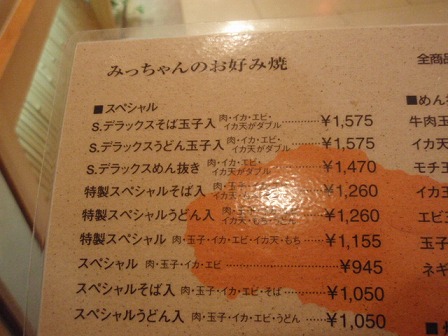 みっちゃんのお好み焼
■スペシャル
S.デラックスそば玉子入 肉・イカ・エビ・イカ天がダブル ¥1,575
S.デラックスうどん玉子入 肉・イカ・エビ・イカ天がダブル ¥1,575
S.デラックスめん抜き 肉・イカ・エビ・イカ天がダブル ¥1,470
特製スペシャルそば入 肉・玉子・イカ・ ¥1,260
特製スペシャルうどん入 肉・玉子・イカ・ ¥1,260
特製スペシャル 肉・玉子・イカ・エビ・イカ天・もち ¥1,155
スペシャル 肉・玉子・イカ・エビ ¥945
スペシャルそば入 肉・玉子・イカ・エビ・そば ¥1,050
スペシャルうどん入 肉・玉子・イカ・エビ・うどん ¥1,050
全商品
■めん
牛肉玉
イカ天
モチ玉
イカ玉
エビ玉
玉子
ネギ